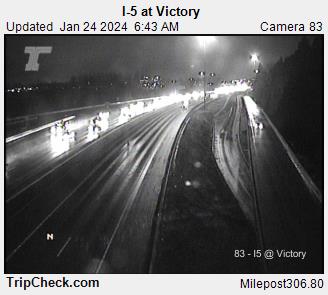 I-5 at Victory
Updated Jan 24 2024 6:43 AM Camera 83
T
N
83 - I5 @ Victory
TripCheck.com Milepost306.80